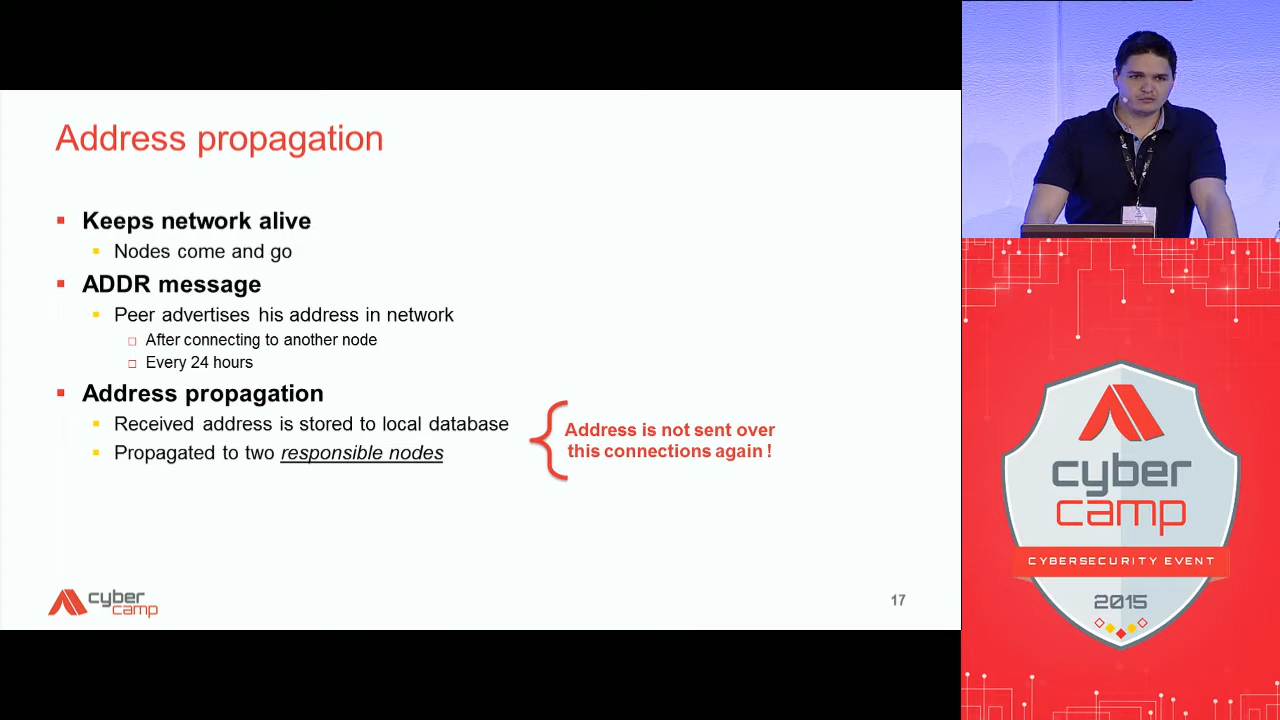 Address propagation
Keeps network alive
Nodes come and go
ADDR message
Peer advertises his address in network
After connecting to another node
Every 24 hours
Address propagation
Received address is stored to local database
Propagated to two responsible nodes
Address is not sent over
this connections again !
cyber
camp
17
cyber
camp
CYBERSECURITY EVENT
2015